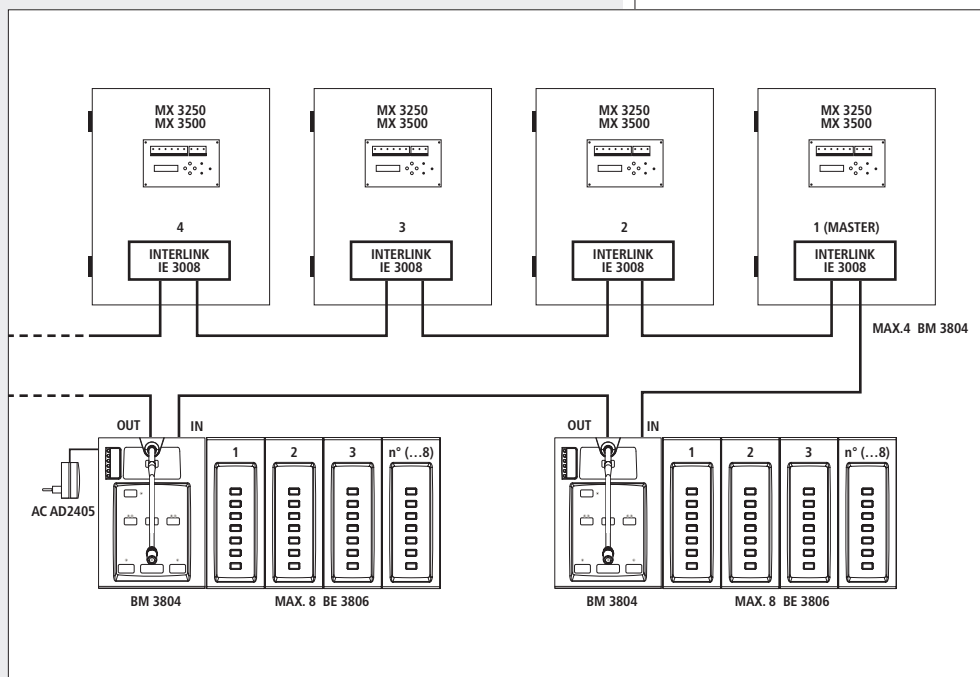 MX 3250
MX 3500
MX 3250
MX 3500
MX 3250
MX 3500
MX 3250
MX 3500
4
3
2
1 (MASTER)
INTERLINK
IE 3008
INTERLINK
IE 3008
INTERLINK
IE 3008
INTERLINK
IE 3008
MAX.4 BM 3804
OUT
IN
OUT
IN
1
2
3
n° (...8)
1
2
3
n° (...8)
AC AD2405
BM 3804
MAX. 8 BE 3806
BM 3804
MAX. 8 BE 3806